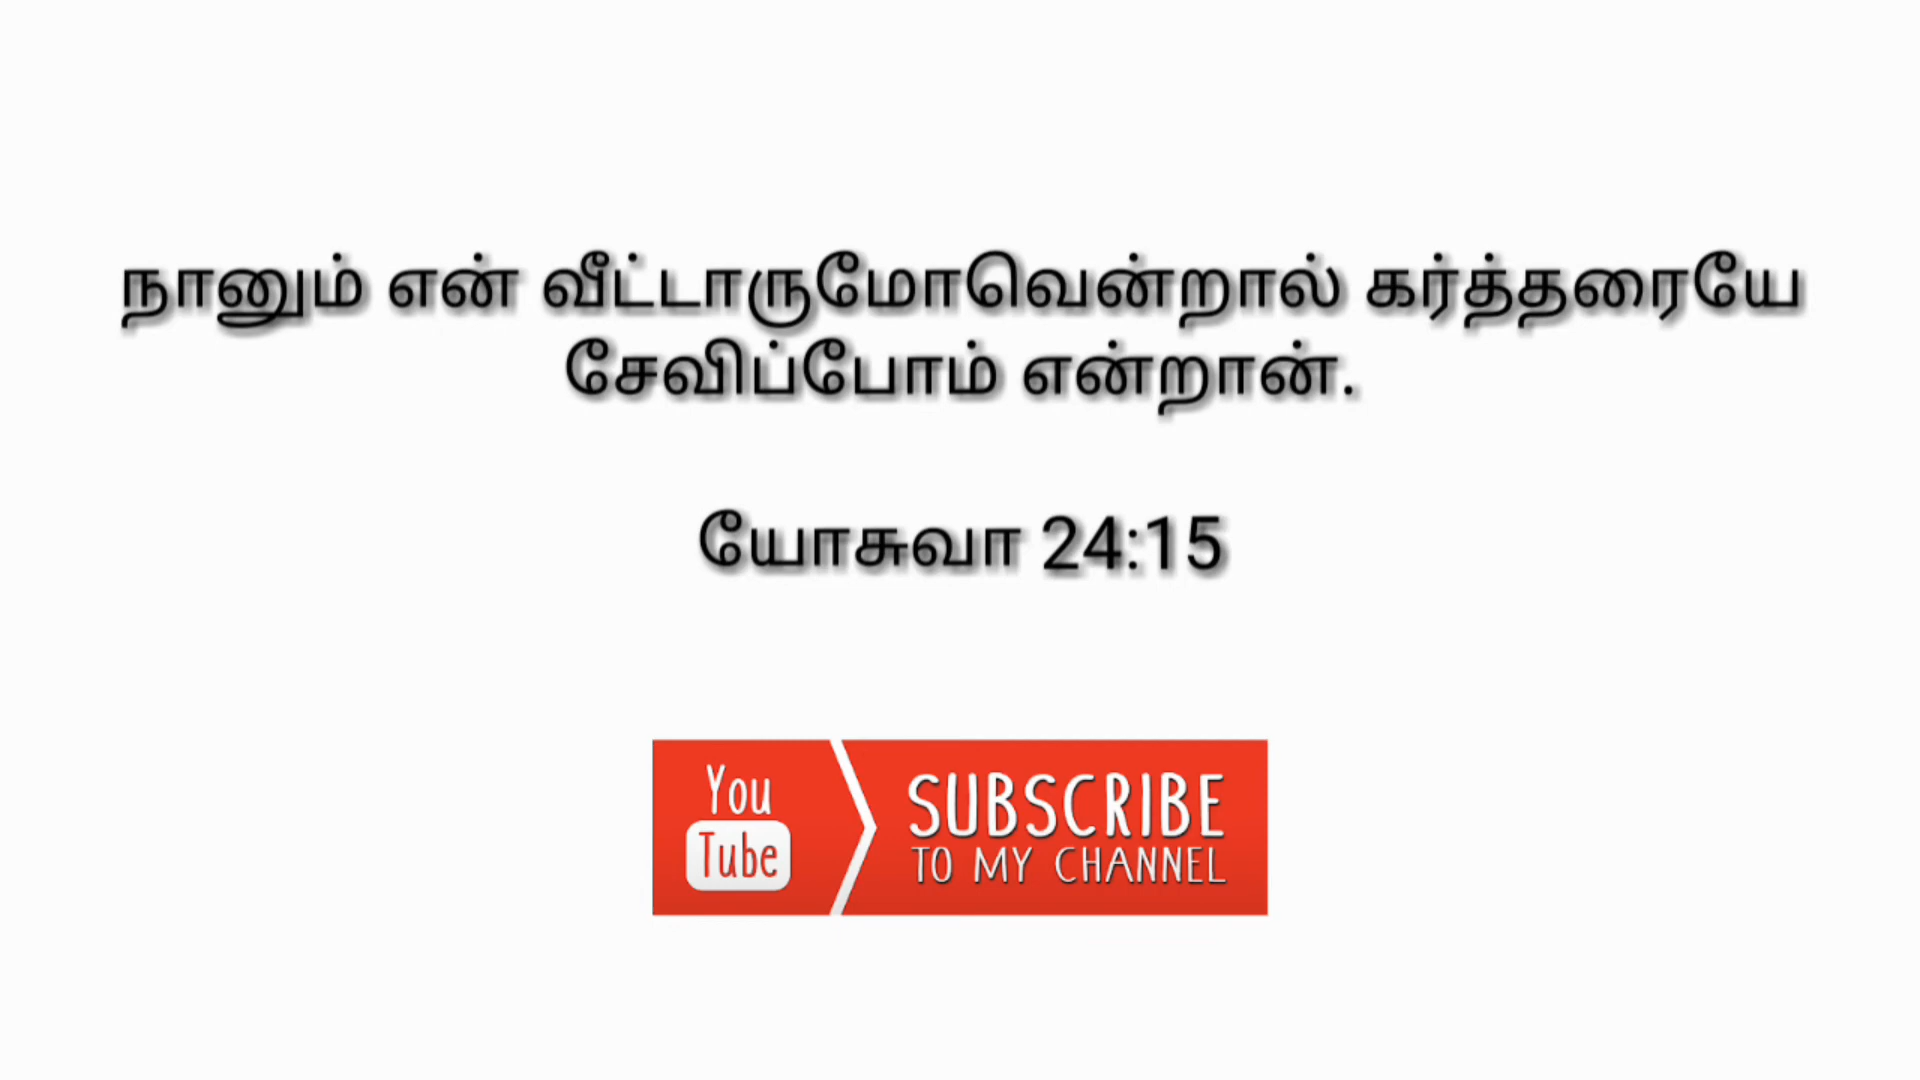 நானும் என் வீட்டாருமோவென்றால் கர்த்தரையே
சேவிப்போம் என்றான்.
யோசுவா 24:15
You
Tube
SUBSCRIBE
TO MY CHANNEL